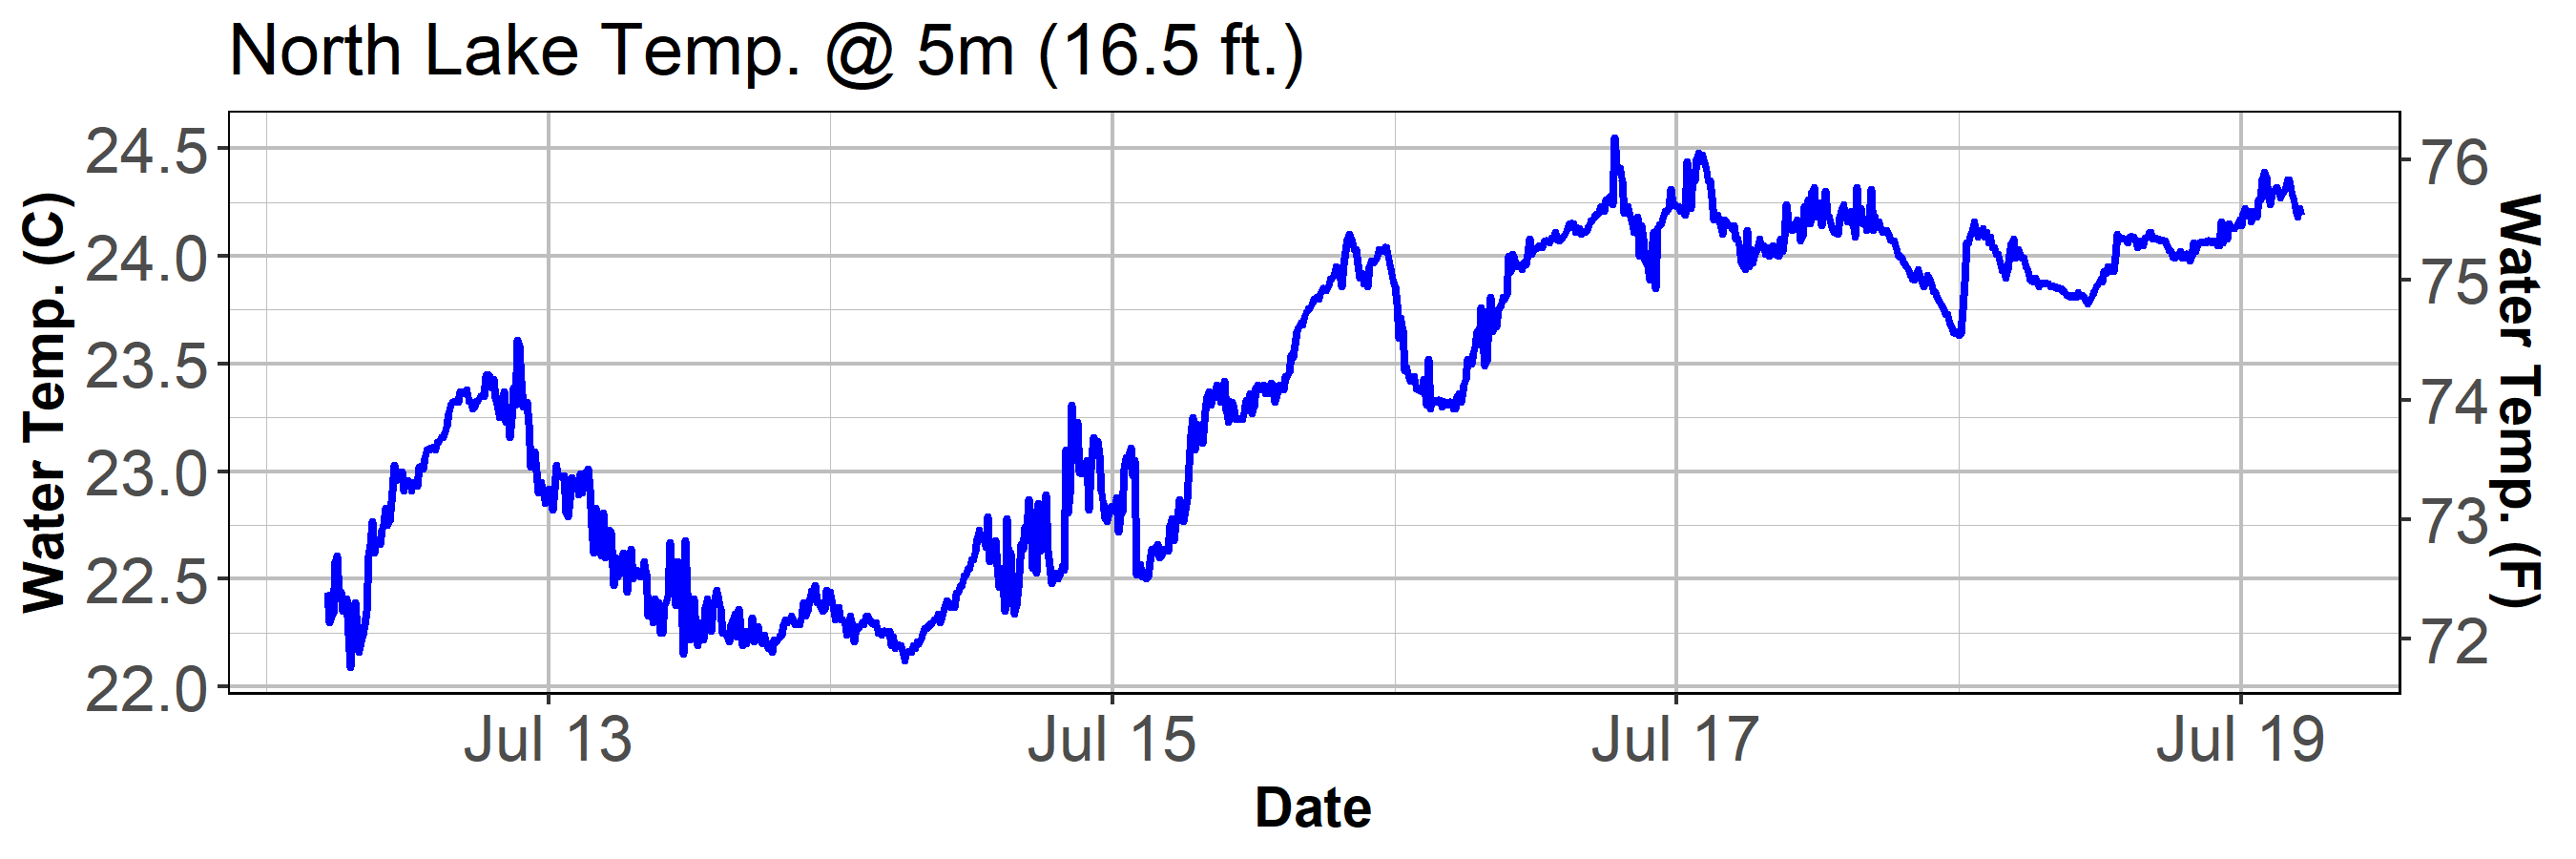 North Lake Temp. @ 5m (16.5 ft.)
Water Temp. (C)
24.5
24.0
23.5
23.0
22.5
22.0
76
75
74
73
72
Water Temp. (F)
Jul 13
Jul 15
Jul 17
Jul 19
Date